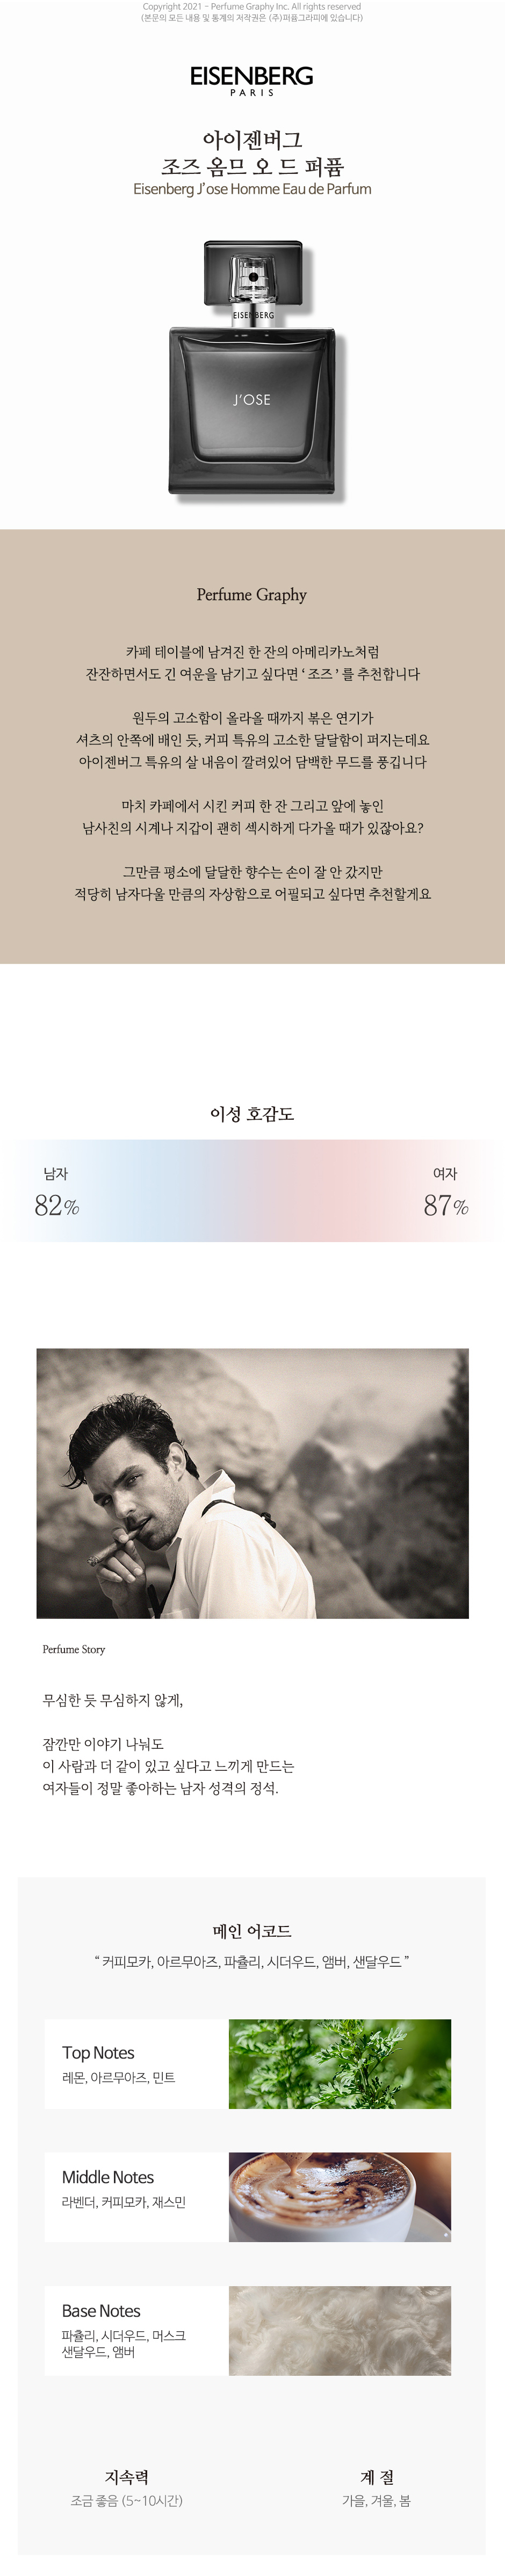 Copyright 2021 - Perfume Graphy Inc. All rights reserved
(본문의 모든 내용 및 통계의 저작권은 (주)퍼퓸그라피에 있습니다)
EISENBERG
PARIS
아이젠버그
조즈 옴므 오 드 퍼퓸
Eisenberg J'ose Homme Eau de Parfum
EISENBERG
J'OSE
Perfume Graphy
카페 테이블에 남겨진 한 잔의 아메리카노처럼
잔잔하면서도 긴 여운을 남기고 싶다면 ‘ 조즈 ’ 를 추천합니다
원두의 고소함이 올라올 때까지 볶은 연기가
셔츠의 안쪽에 배인 듯, 커피 특유의 고소한 달달함이 퍼지는데요
아이젠버그 특유의 살 내음이 깔려있어 담백한 무드를 풍깁니다
마치 카페에서 시킨 커피 한 잔 그리고 앞에 놓인
남사친의 시계나 지갑이 괜히 섹시하게 다가올 때가 있잖아요?
그만큼 평소에 달달한 향수는 손이 잘 안 갔지만
적당히 남자다울 만큼의 자상함으로 어필되고 싶다면 추천할게요
이성 호감도
남자
여자
82%
87%
Perfume Story
무심한 듯 무심하지 않게,
잠깐만 이야기 나눠도
이 사람과 더 같이 있고 싶다고 느끼게 만드는
여자들이 정말 좋아하는 남자 성격의 정석.
메인 어코드
“ 커피모카, 아르무아즈, 파츌리, 시더우드, 앰버, 샌달우드 ”
Top Notes
레몬, 아르무아즈, 민트
Middle Notes
라벤더, 커피모카, 재스민
Base Notes
파츌리, 시더우드, 머스크
샌달우드, 앰버
지속력
조금 좋음 (5~10시간)
계 절
가을, 겨울, 봄